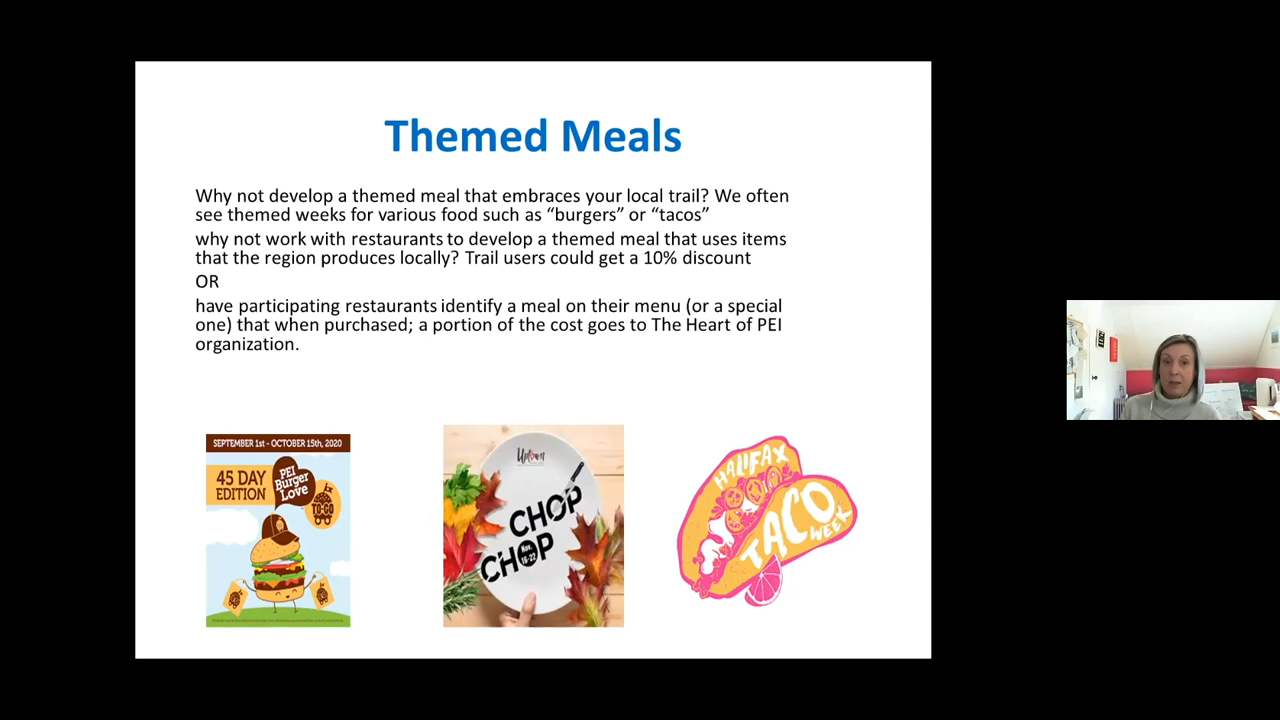 Themed Meals
Why not develop a themed meal that embraces your local trail? We often
see themed weeks for various food such as “burgers” or “tacos”
why not work with restaurants to develop a themed meal that uses items
that the region produces locally? Trail users could get a 10% discount
OR
have participating restaurants identify a meal on their menu (or a special
one) that when purchased; a portion of the cost goes to The Heart of PEI
organization.
SEPTEMBER 1st - OCTOBER 15th, 2020
45 DAY
EDITION
PEI
Burger
Love
TO-GO
Uptown
CHOP
CHOP
Nov.
16-22
HALIFAX
TACO
WEEK